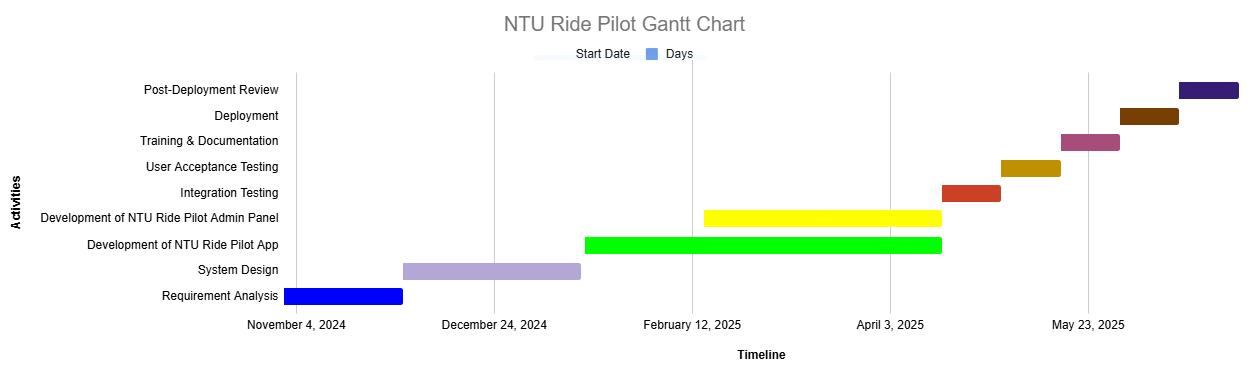 NTU Ride Pilot Gantt Chart
Start Date Days
Post-Deployment Review
Deployment
Training & Documentation
User Acceptance Testing
Integration Testing
Development of NTU Ride Pilot Admin Panel
Development of NTU Ride Pilot App
System Design
Requirement Analysis
Activities
November 4, 2024 December 24, 2024 February 12, 2025 April 3, 2025 May 23, 2025
Timeline